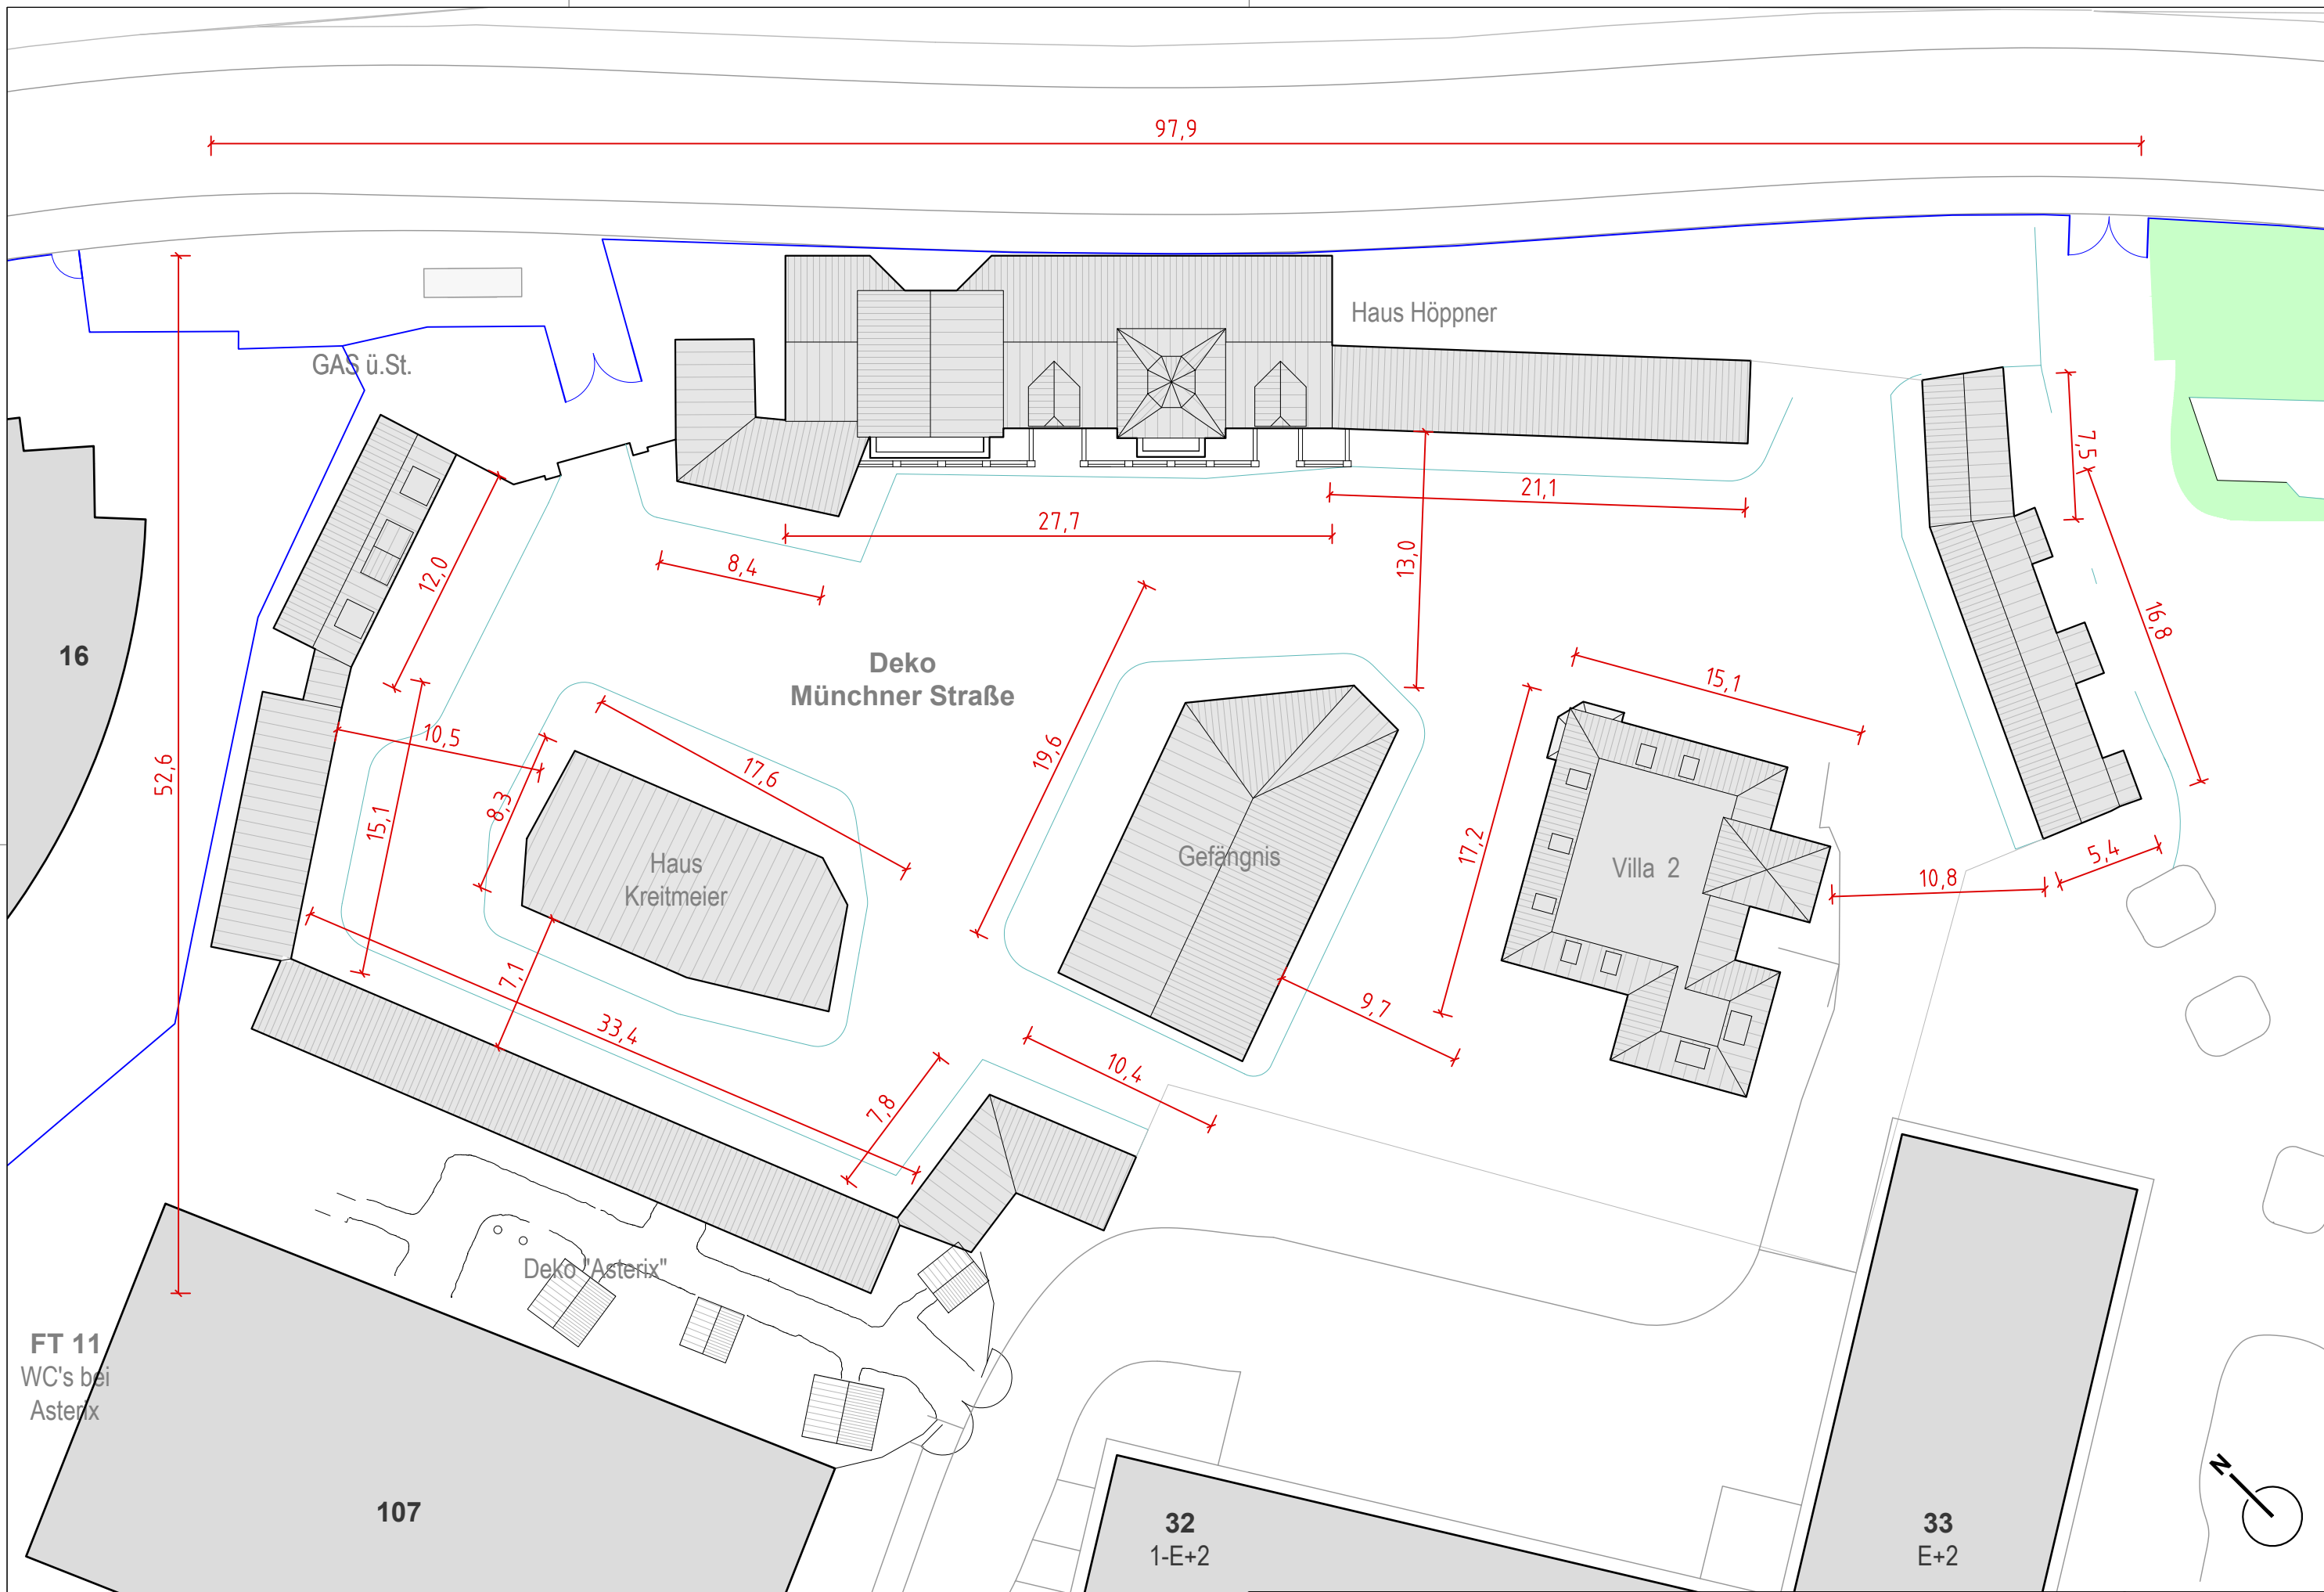 97,9
Haus Höppner
GAS ü.St.
7,5
21,1
27,7
13,0
8,4
12,0
16,8
16
Deko
Münchner Straße
15,1
10,5
17,6
19,6
52,6
8,3
15,1
17,2
Haus
Kreitmeier
Gefängnis
Villa 2
5,4
10,8
7,1
9,7
33,4
10,4
7,8
Deko "Asterix"
FT 11
WC's bei
Asterix
107
32
1-E+2
33
E+2
N